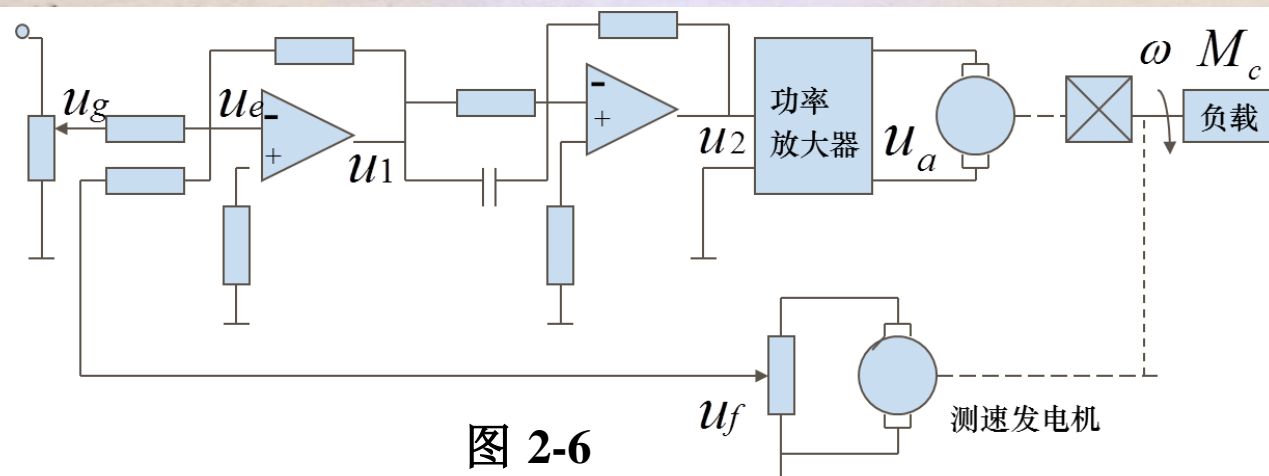 u_g
u_e
-
+
u_1
-
+
u_2
功率
放大器
u_a
ω M_c
负载
u_f
测速发电机
图 2-6